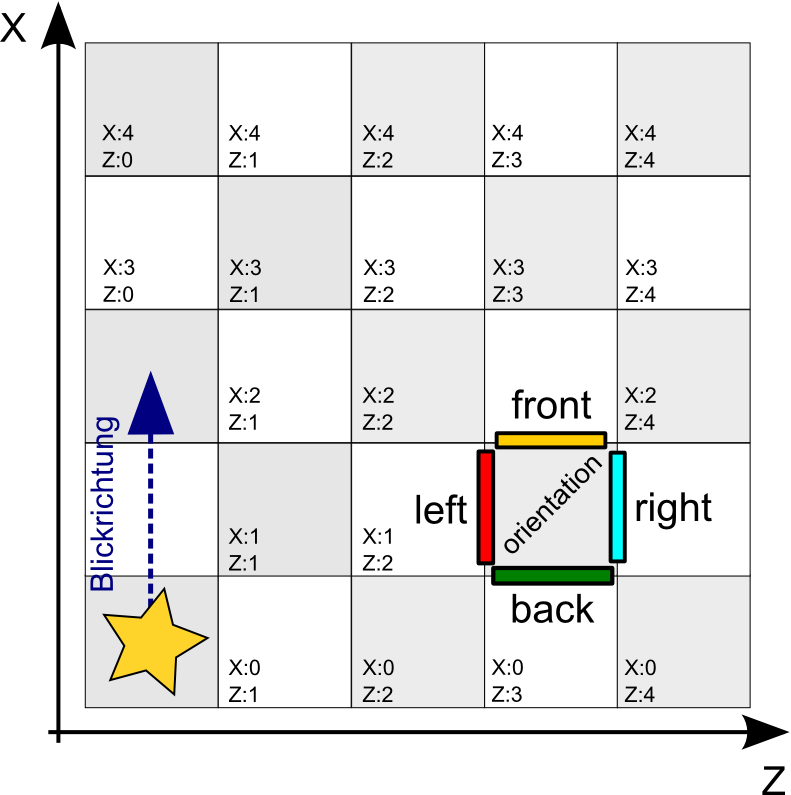 X
X:4
Z:0
X:4
Z:1
X:4
Z:2
X:4
Z:3
X:4
Z:4
X:3
Z:0
X:3
Z:1
X:3
Z:2
X:3
Z:3
X:3
Z:4
X:2
Z:1
X:2
Z:2
front
X:2
Z:4
Blickrichtung
X:1
Z:1
X:1
Z:2
left
orientation
right
back
X:0
Z:1
X:0
Z:2
X:0
Z:3
X:0
Z:4
Z